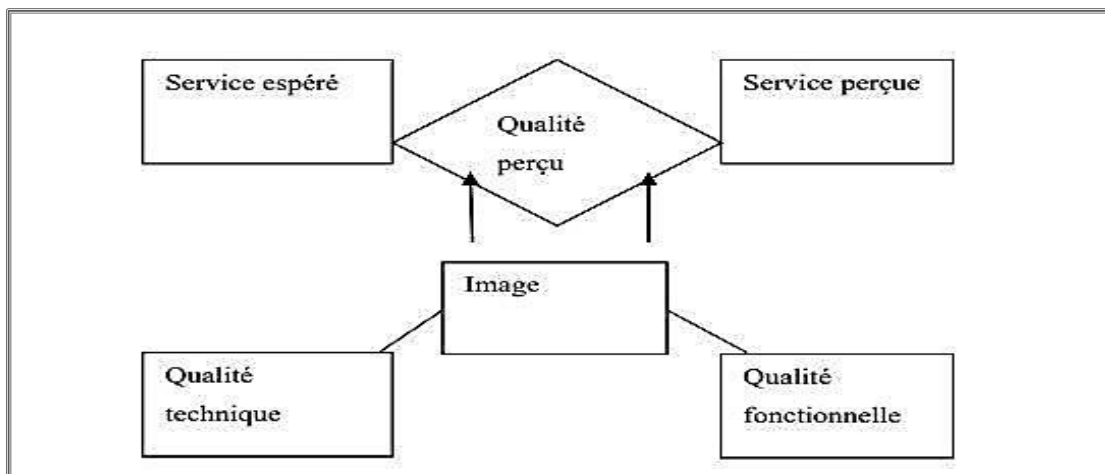 Service espéré
Qualité
perçu
Service perçue
Image
Qualité
technique
Qualité
fonctionnelle